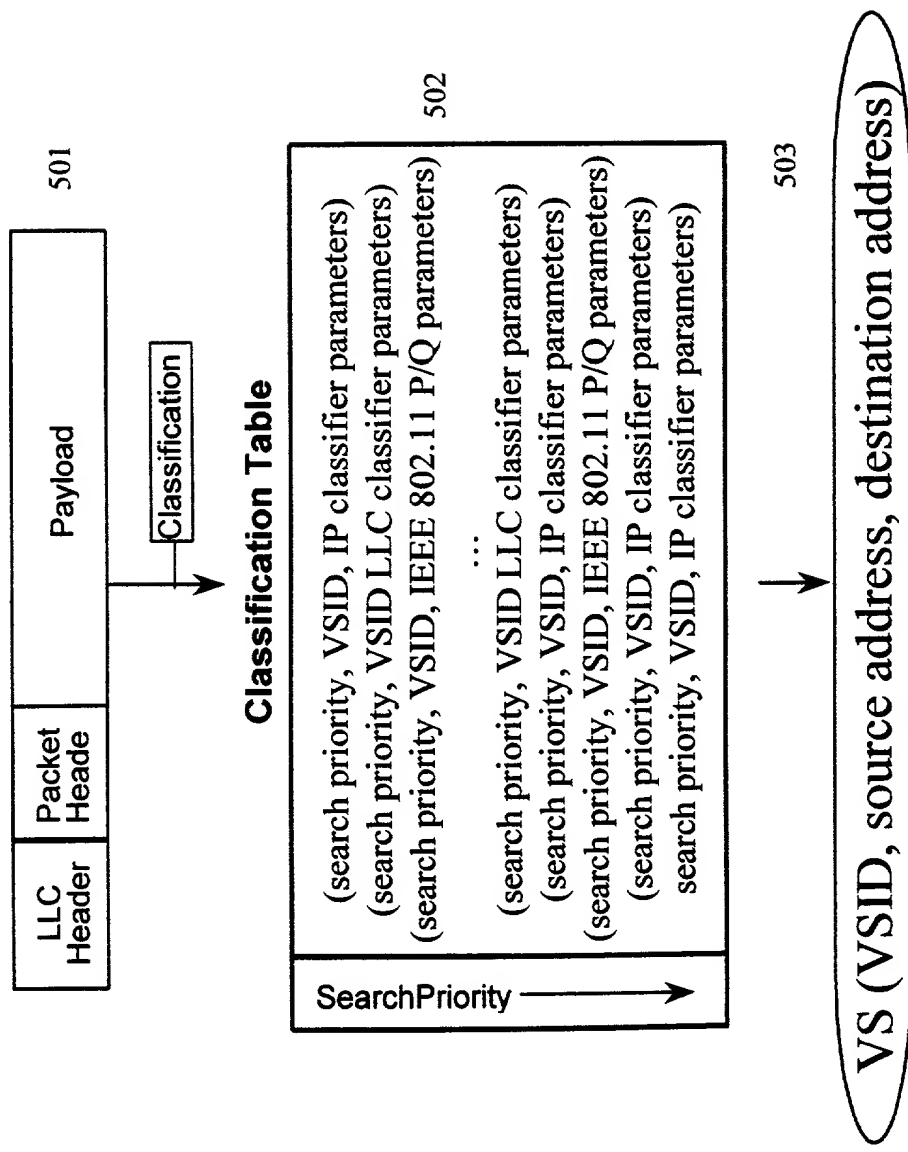 LLC
Header
Packet
Heade
Payload
501
Classification
Classification Table
SearchPriority
(search priority, VSID, IP classifier parameters)
(search priority, VSID LLC classifier parameters)
(search priority, VSID, IEEE 802.11 P/Q parameters)
...
(search priority, VSID LLC classifier parameters)
(search priority, VSID, IP classifier parameters)
(search priority, VSID, IEEE 802.11 P/Q parameters)
(search priority, VSID, IP classifier parameters)
search priority, VSID, IP classifier parameters)
502
503
VS (VSID, source address, destination address)